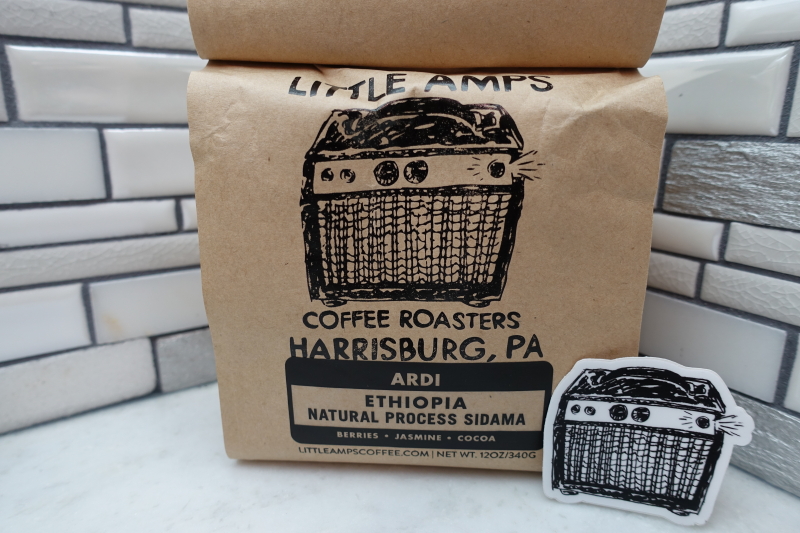 LITTLE AMPS
COFFEE ROASTERS
HARRISBURG, PA
ARDI
ETHIOPIA
NATURAL PROCESS SIDAMA
BERRIES • JASMINE • COCOA
LITTLEAMPSCOFFEE.COM | NET WT. 12OZ/340G